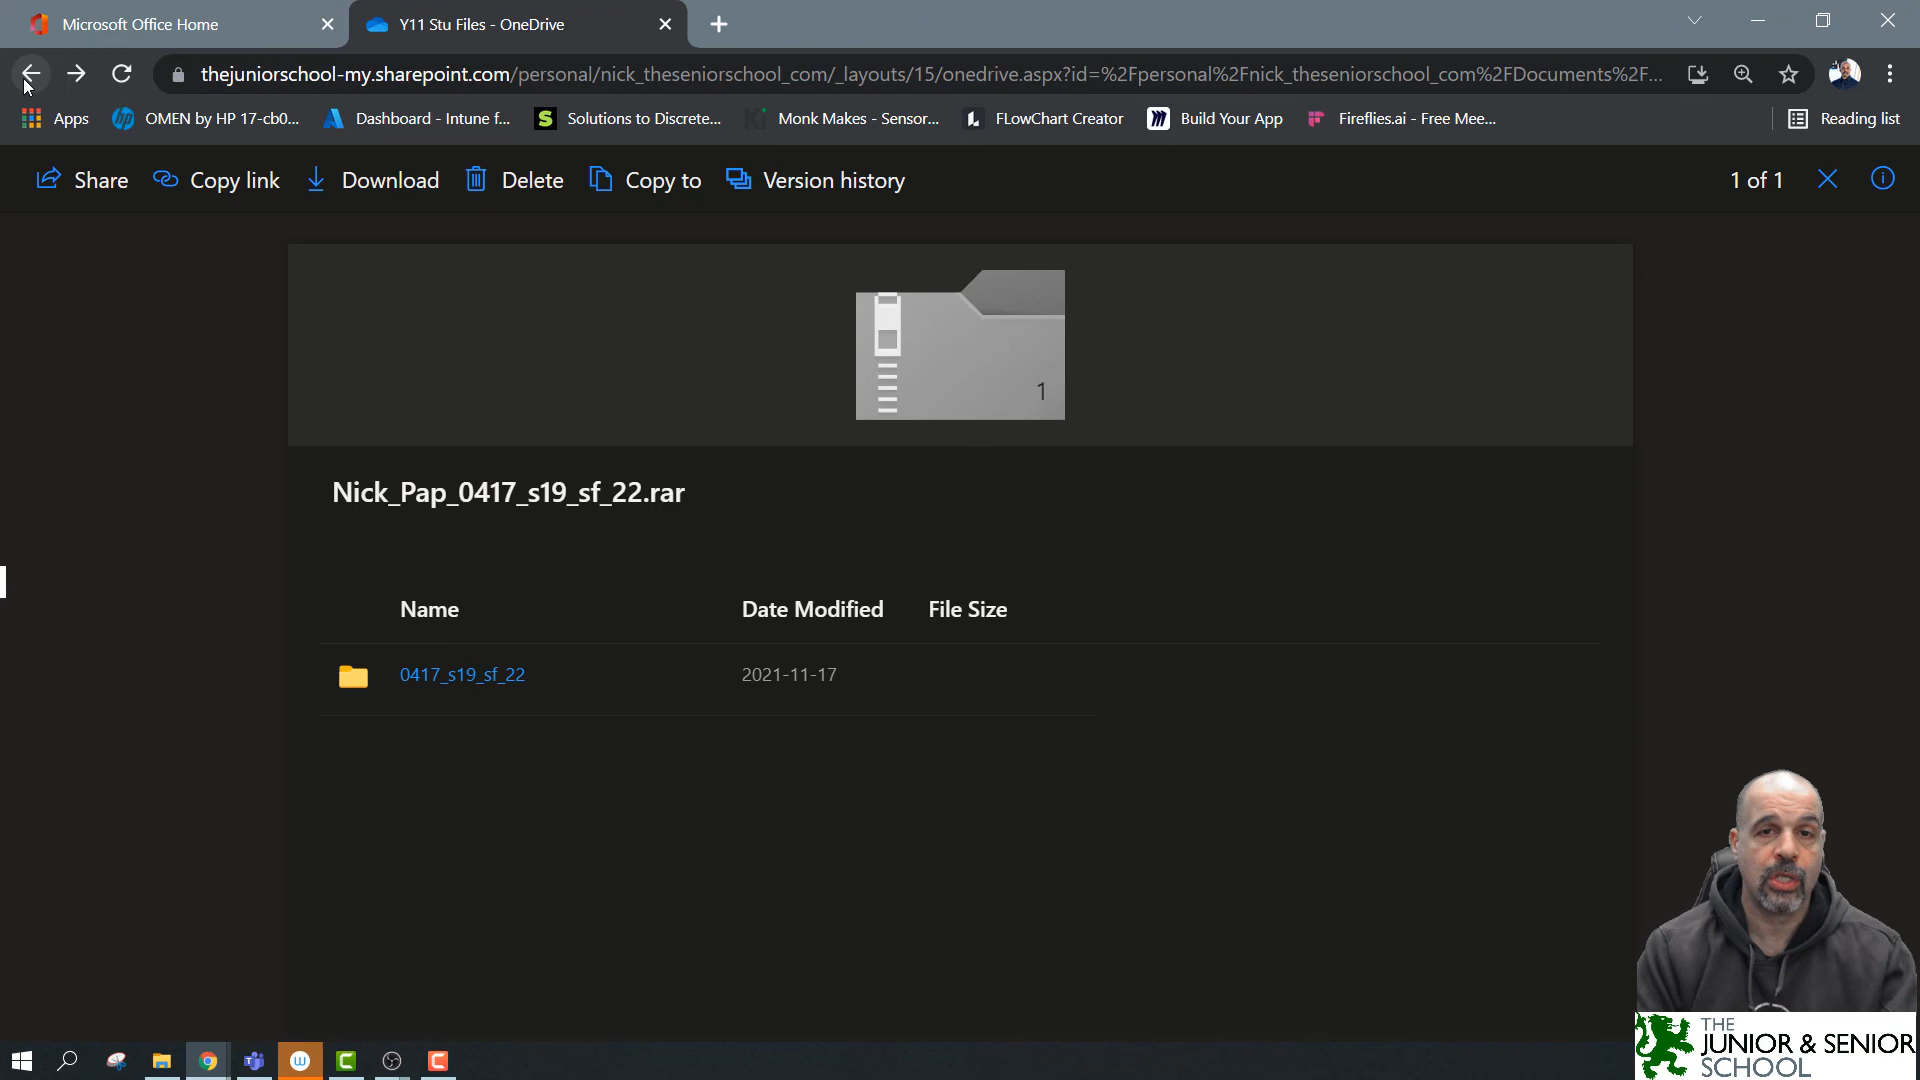 Microsoft Office Home
Y11 Stu Files - OneDrive
thejuniorschool-my.sharepoint.com/personal/nick_theseniorschool_com/_layouts/15/onedrive.aspx?id=%2Fpersonal%2Fnick_theseniorschool_com%2FDocuments%2F...
Apps
OMEN by HP 17-cb0...
Dashboard - Intune f...
Solutions to Discrete...
Monk Makes - Sensor...
FLowChart Creator
Build Your App
Fireflies.ai - Free Mee...
Reading list
Share
Copy link
Download
Delete
Copy to
Version history
1 of 1
1
Nick_Pap_0417_s19_sf_22.rar
Name Date Modified File Size
0417_s19_sf_22 2021-11-17
THE
JUNIOR & SENIOR
SCHOOL